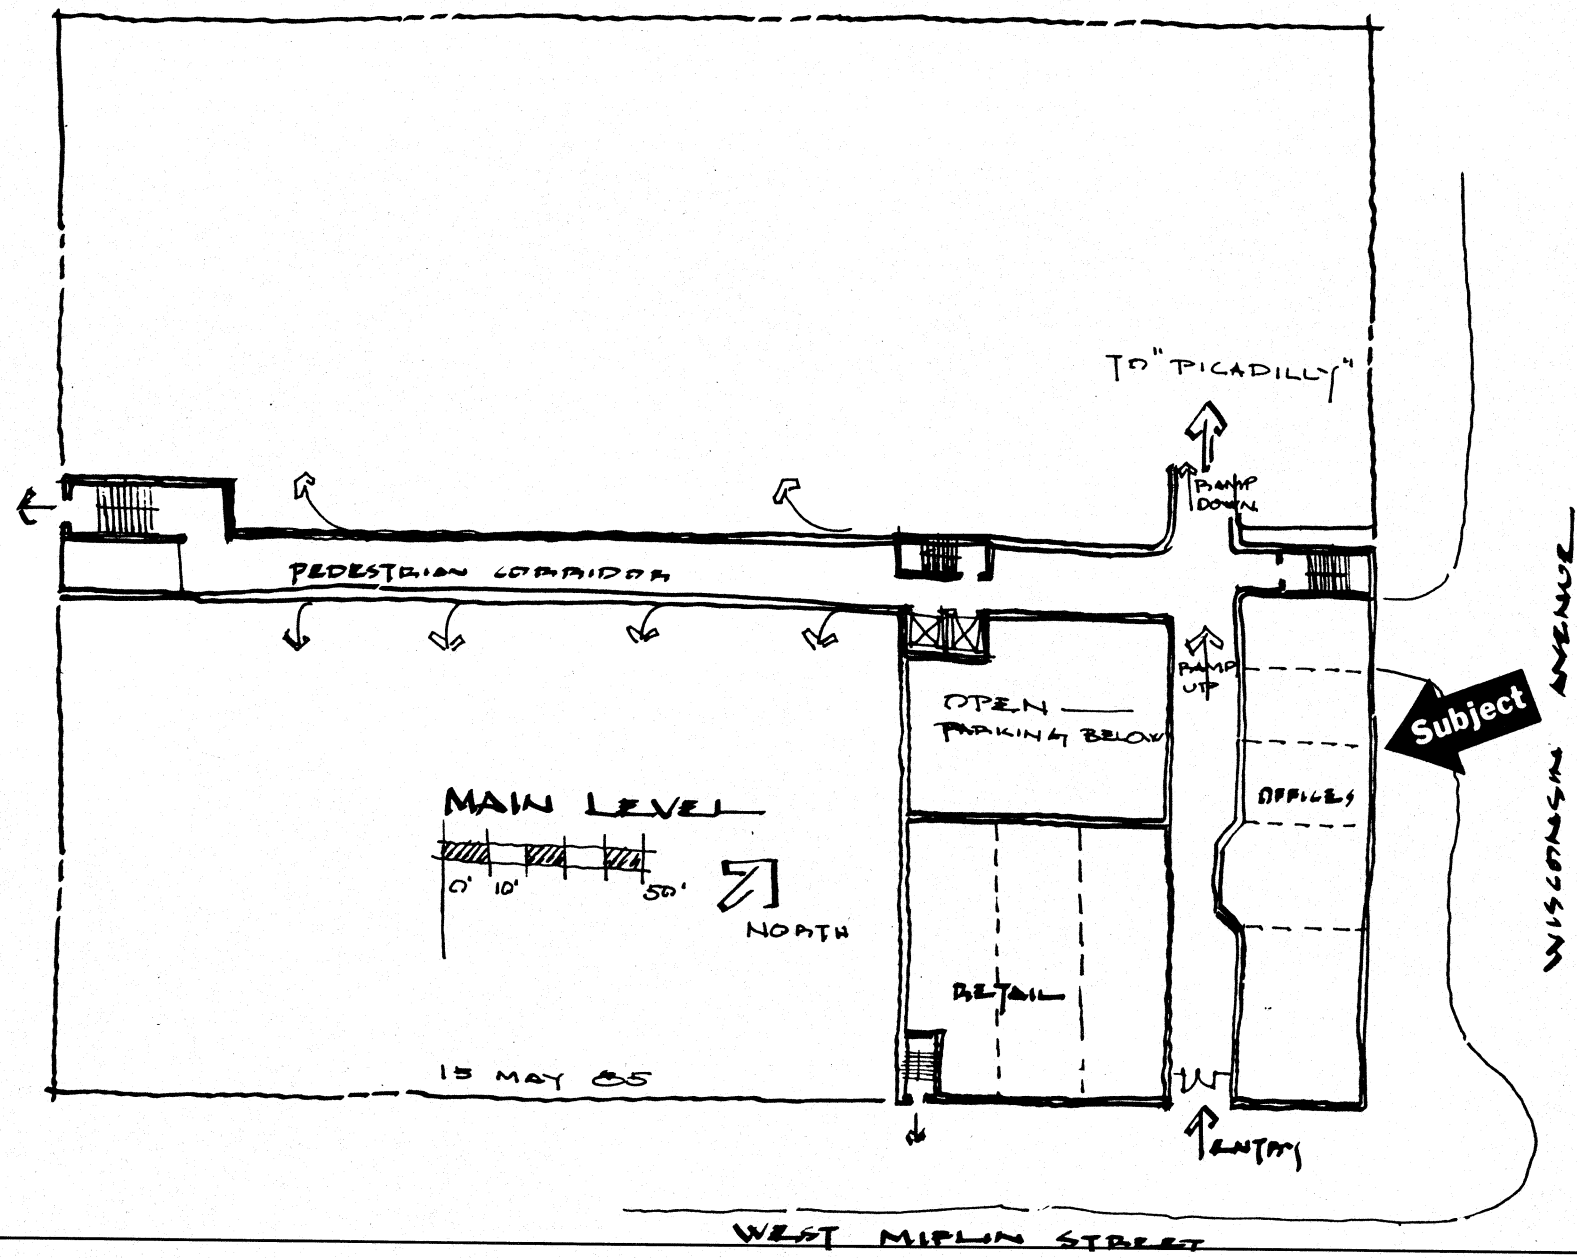 TO "PICADILLY"
RAMP
DOWN
PEDESTRIAN CORRIDOR
RAMP
UP
OPEN
PARKING BELOW
Subject
WISCONSIN AVENUE
MAIN LEVEL
OFFICES
0' 10' 50'
NORTH
RETAIL
15 MAY 85
ENTRY
WEST MIFLIN STREET